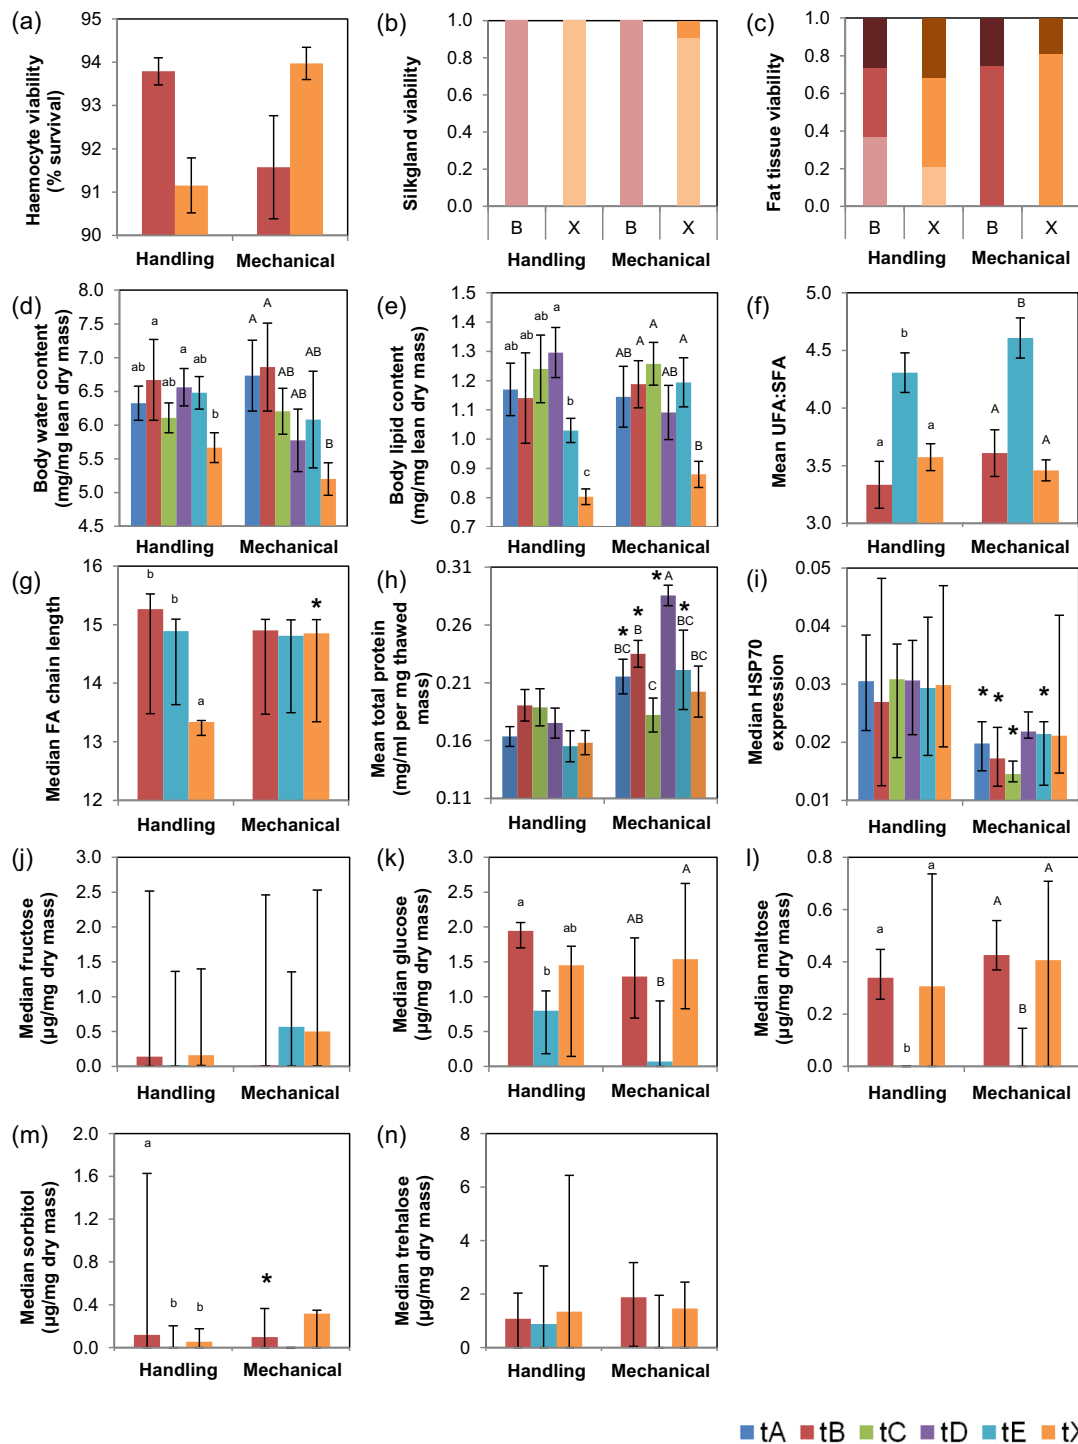 (a)
Haemocyte viability
(% survival)
95
94
93
92
91
90
Handling Mechanical
(b)
Silkgland viability
1.0
0.8
0.6
0.4
0.2
0.0
B X B X
Handling Mechanical
(c)
Fat tissue viability
1.0
0.8
0.6
0.4
0.2
0.0
B X B X
Handling Mechanical
(d)
Body water content
(mg/mg lean dry mass)
8.0
7.5
7.0
6.5
6.0
5.5
5.0
4.5
ab a ab a ab b
A A AB AB AB B
Handling Mechanical
(e)
Body lipid content
(mg/mg lean dry mass)
1.5
1.4
1.3
1.2
1.1
1.0
0.9
0.8
0.7
ab ab ab a b c
AB A A AB A B
Handling Mechanical
(f)
Mean UFA:SFA
5.0
4.5
4.0
3.5
3.0
a b a
A B A
Handling Mechanical
(g)
Median FA chain length
16
15
14
13
12
b b a
*
Handling Mechanical
(h)
Mean total protein
(mg/ml per mg thawed
mass)
0.31
0.26
0.21
0.16
0.11
* * * *
BC B C A BC BC
Handling Mechanical
(i)
Median HSP70
expression
0.05
0.04
0.03
0.02
0.01
* * * *
Handling Mechanical
(j)
Median fructose
(µg/mg dry mass)
3.0
2.5
2.0
1.5
1.0
0.5
0.0
Handling Mechanical
(k)
Median glucose
(µg/mg dry mass)
3.0
2.5
2.0
1.5
1.0
0.5
0.0
a b ab
AB B A
Handling Mechanical
l)
Median maltose
(µg/mg dry mass)
0.8
0.6
0.4
0.2
0.0
a b a
A B A
Handling Mechanical
(m)
Median sorbitol
(µg/mg dry mass)
2.0
1.6
1.2
0.8
0.4
0.0
a b b
*
Handling Mechanical
(n)
Median trehalose
(µg/mg dry mass)
8
6
4
2
0
Handling Mechanical
tA tB tC tD tE tX